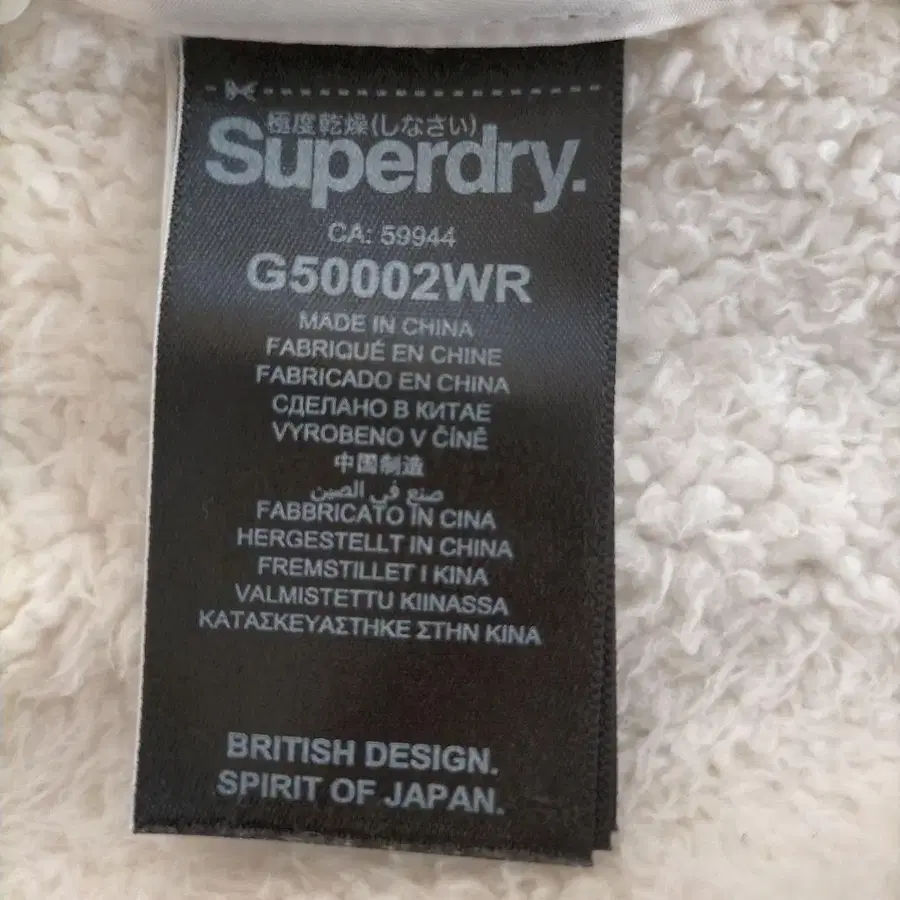 極度乾燥(しなさい)
Superdry.
CA: 59944
G50002WR
MADE IN CHINA
FABRIQUÉ EN CHINE
FABRICADO EN CHINA
СДЕЛАНО В КИТАЕ
VYROBENO V ČÍNĚ
中国制造
صنع في الصين
FABBRICATO IN CINA
HERGESTELLT IN CHINA
FREMSTILLET I KINA
VALMISTETTU KIINASSA
ΚΑΤΑΣΚΕΥΑΣΤΗΚΕ ΣΤΗΝ ΚΙΝΑ
BRITISH DESIGN.
SPIRIT OF JAPAN.